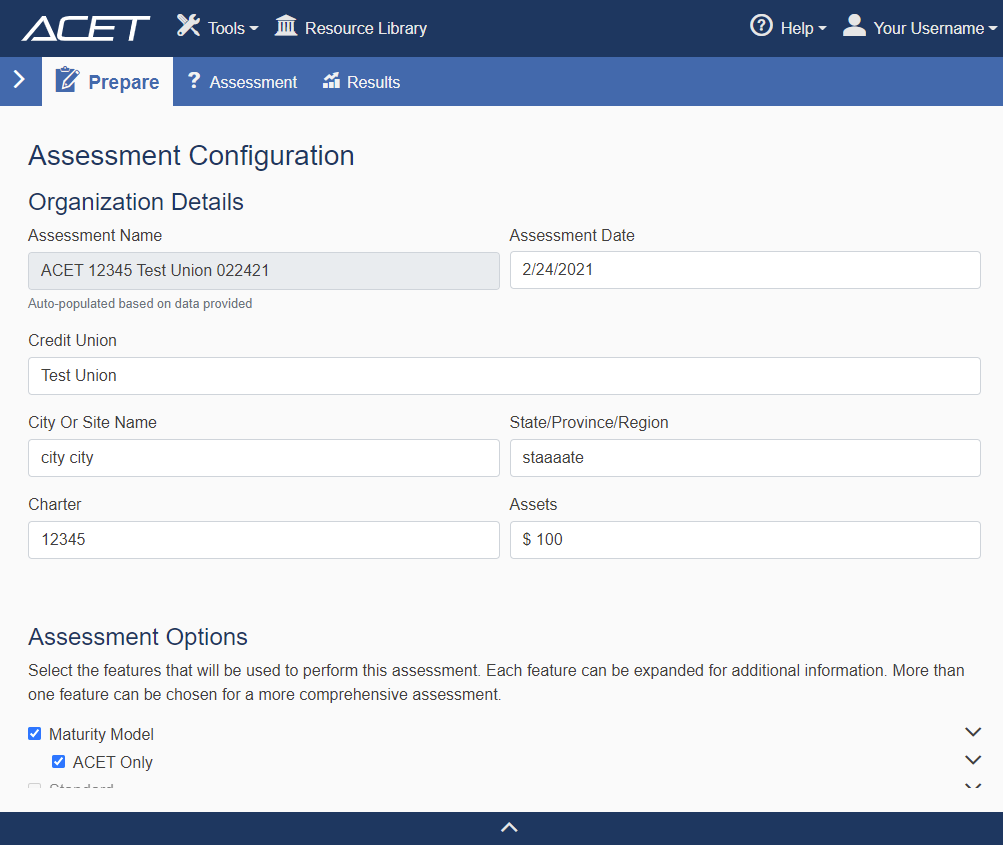 ACET Tools Resource Library Help Your Username
Prepare ? Assessment Results
Assessment Configuration
Organization Details
Assessment Name Assessment Date
ACET 12345 Test Union 022421 2/24/2021
Auto-populated based on data provided
Credit Union
Test Union
City Or Site Name State/Province/Region
city city staaaate
Charter Assets
12345 $ 100
Assessment Options
Select the features that will be used to perform this assessment. Each feature can be expanded for additional information. More than
one feature can be chosen for a more comprehensive assessment.
Maturity Model
ACET Only
Standard